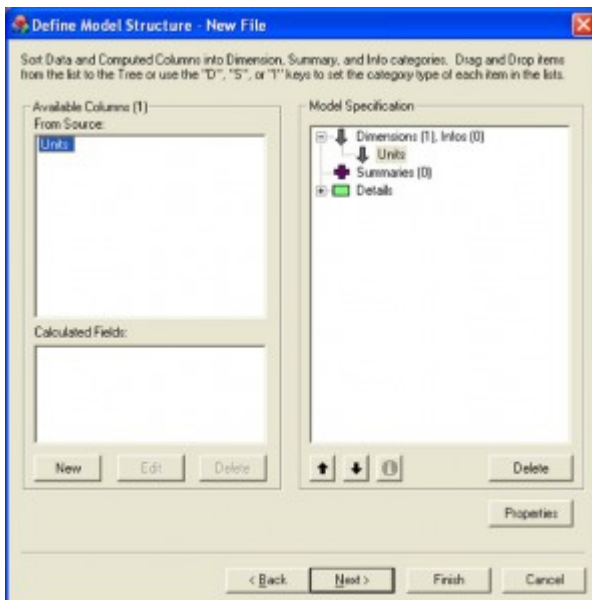 Define Model Structure - New File
Sort Data and Computed Columns into Dimension, Summary, and Info categories. Drag and Drop items
from the list to the Tree or use the "D", "S", or "I" keys to set the category type of each item in the lists.
Available Columns (1)
From Source:
Units
Calculated Fields:
New Edit Delete
Model Specification
Dimensions (1), Infos (0)
Units
Summaries (0)
Details
Delete
Properties
< Back Next > Finish Cancel